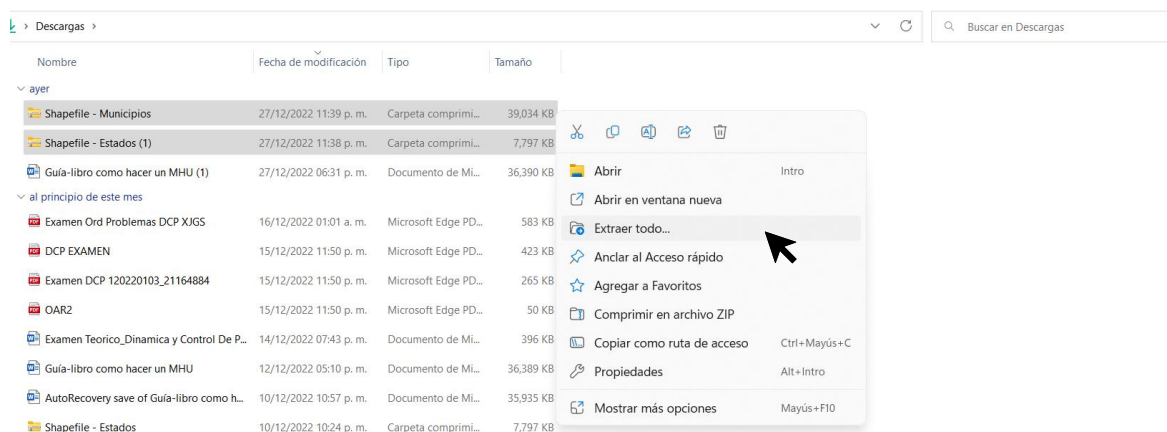 > Descargas >
Buscar en Descargas
Nombre Fecha de modificación Tipo Tamaño
ayer
Shapefile - Municipios 27/12/2022 11:39 p. m. Carpeta comprimi... 39,034 KB
Shapefile - Estados (1) 27/12/2022 11:38 p. m. Carpeta comprimi... 7,797 KB
Guía-libro como hacer un MHU (1) 27/12/2022 06:31 p. m. Documento de Mi... 36,390 KB
al principio de este mes
Examen Ord Problemas DCP XJGS 16/12/2022 01:01 a. m. Microsoft Edge PD... 583 KB
DCP EXAMEN 15/12/2022 11:50 p. m. Microsoft Edge PD... 423 KB
Examen DCP 120220103_21164884 15/12/2022 11:50 p. m. Microsoft Edge PD... 265 KB
OAR2 15/12/2022 11:50 p. m. Microsoft Edge PD... 50 KB
Examen Teorico_Dinamica y Control De P... 14/12/2022 07:43 p. m. Documento de Mi... 396 KB
Guía-libro como hacer un MHU 12/12/2022 05:10 p. m. Documento de Mi... 36,389 KB
AutoRecovery save of Guía-libro como h... 10/12/2022 10:57 p. m. Documento de Mi... 35,935 KB
Shapefile - Estados 10/12/2022 10:24 p. m. Carpeta comprimi... 7,797 KB
Abrir Intro
Abrir en ventana nueva
Extraer todo...
Anclar al Acceso rápido
Agregar a Favoritos
Comprimir en archivo ZIP
Copiar como ruta de acceso Ctrl+Mayús+C
Propiedades Alt+Intro
Mostrar más opciones Mayús+F10